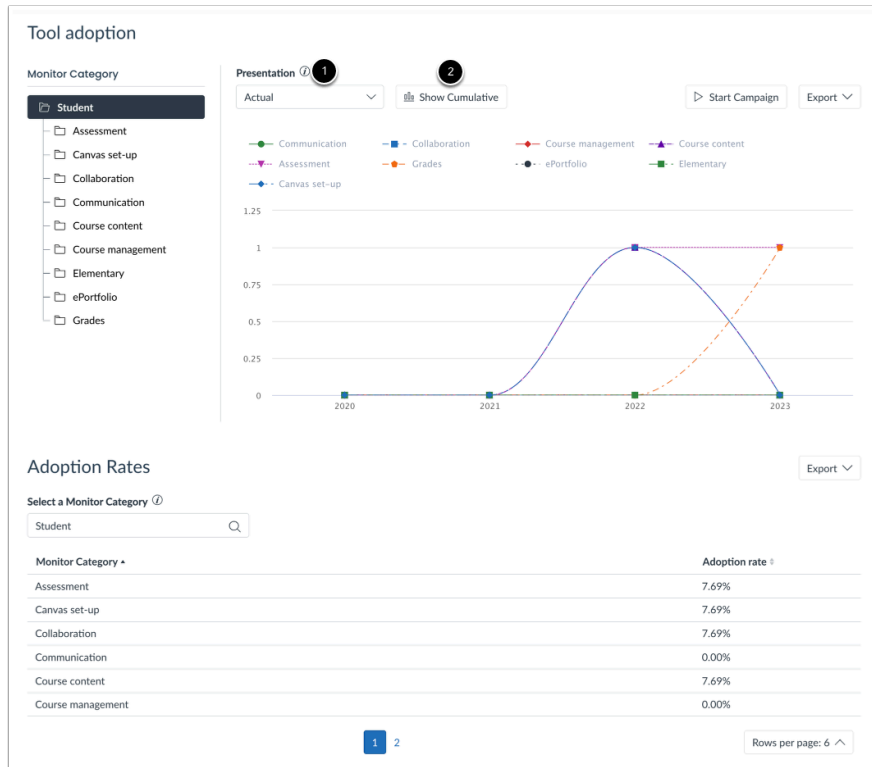 Tool adoption
Monitor Category
Student
Assessment
Canvas set-up
Collaboration
Communication
Course content
Course management
Elementary
ePortfolio
Grades
Presentation i 1
2
Actual
Show Cumulative
Start Campaign
Export
Communication Collaboration Course management Course content
Assessment Grades ePortfolio Elementary
Canvas set-up
1.25
1
0.75
0.5
0.25
0
2020 2021 2022 2023
Adoption Rates
Export
Select a Monitor Category i
Student
Monitor Category Adoption rate
Assessment 7.69%
Canvas set-up 7.69%
Collaboration 7.69%
Communication 0.00%
Course content 7.69%
Course management 0.00%
1 2
Rows per page: 6